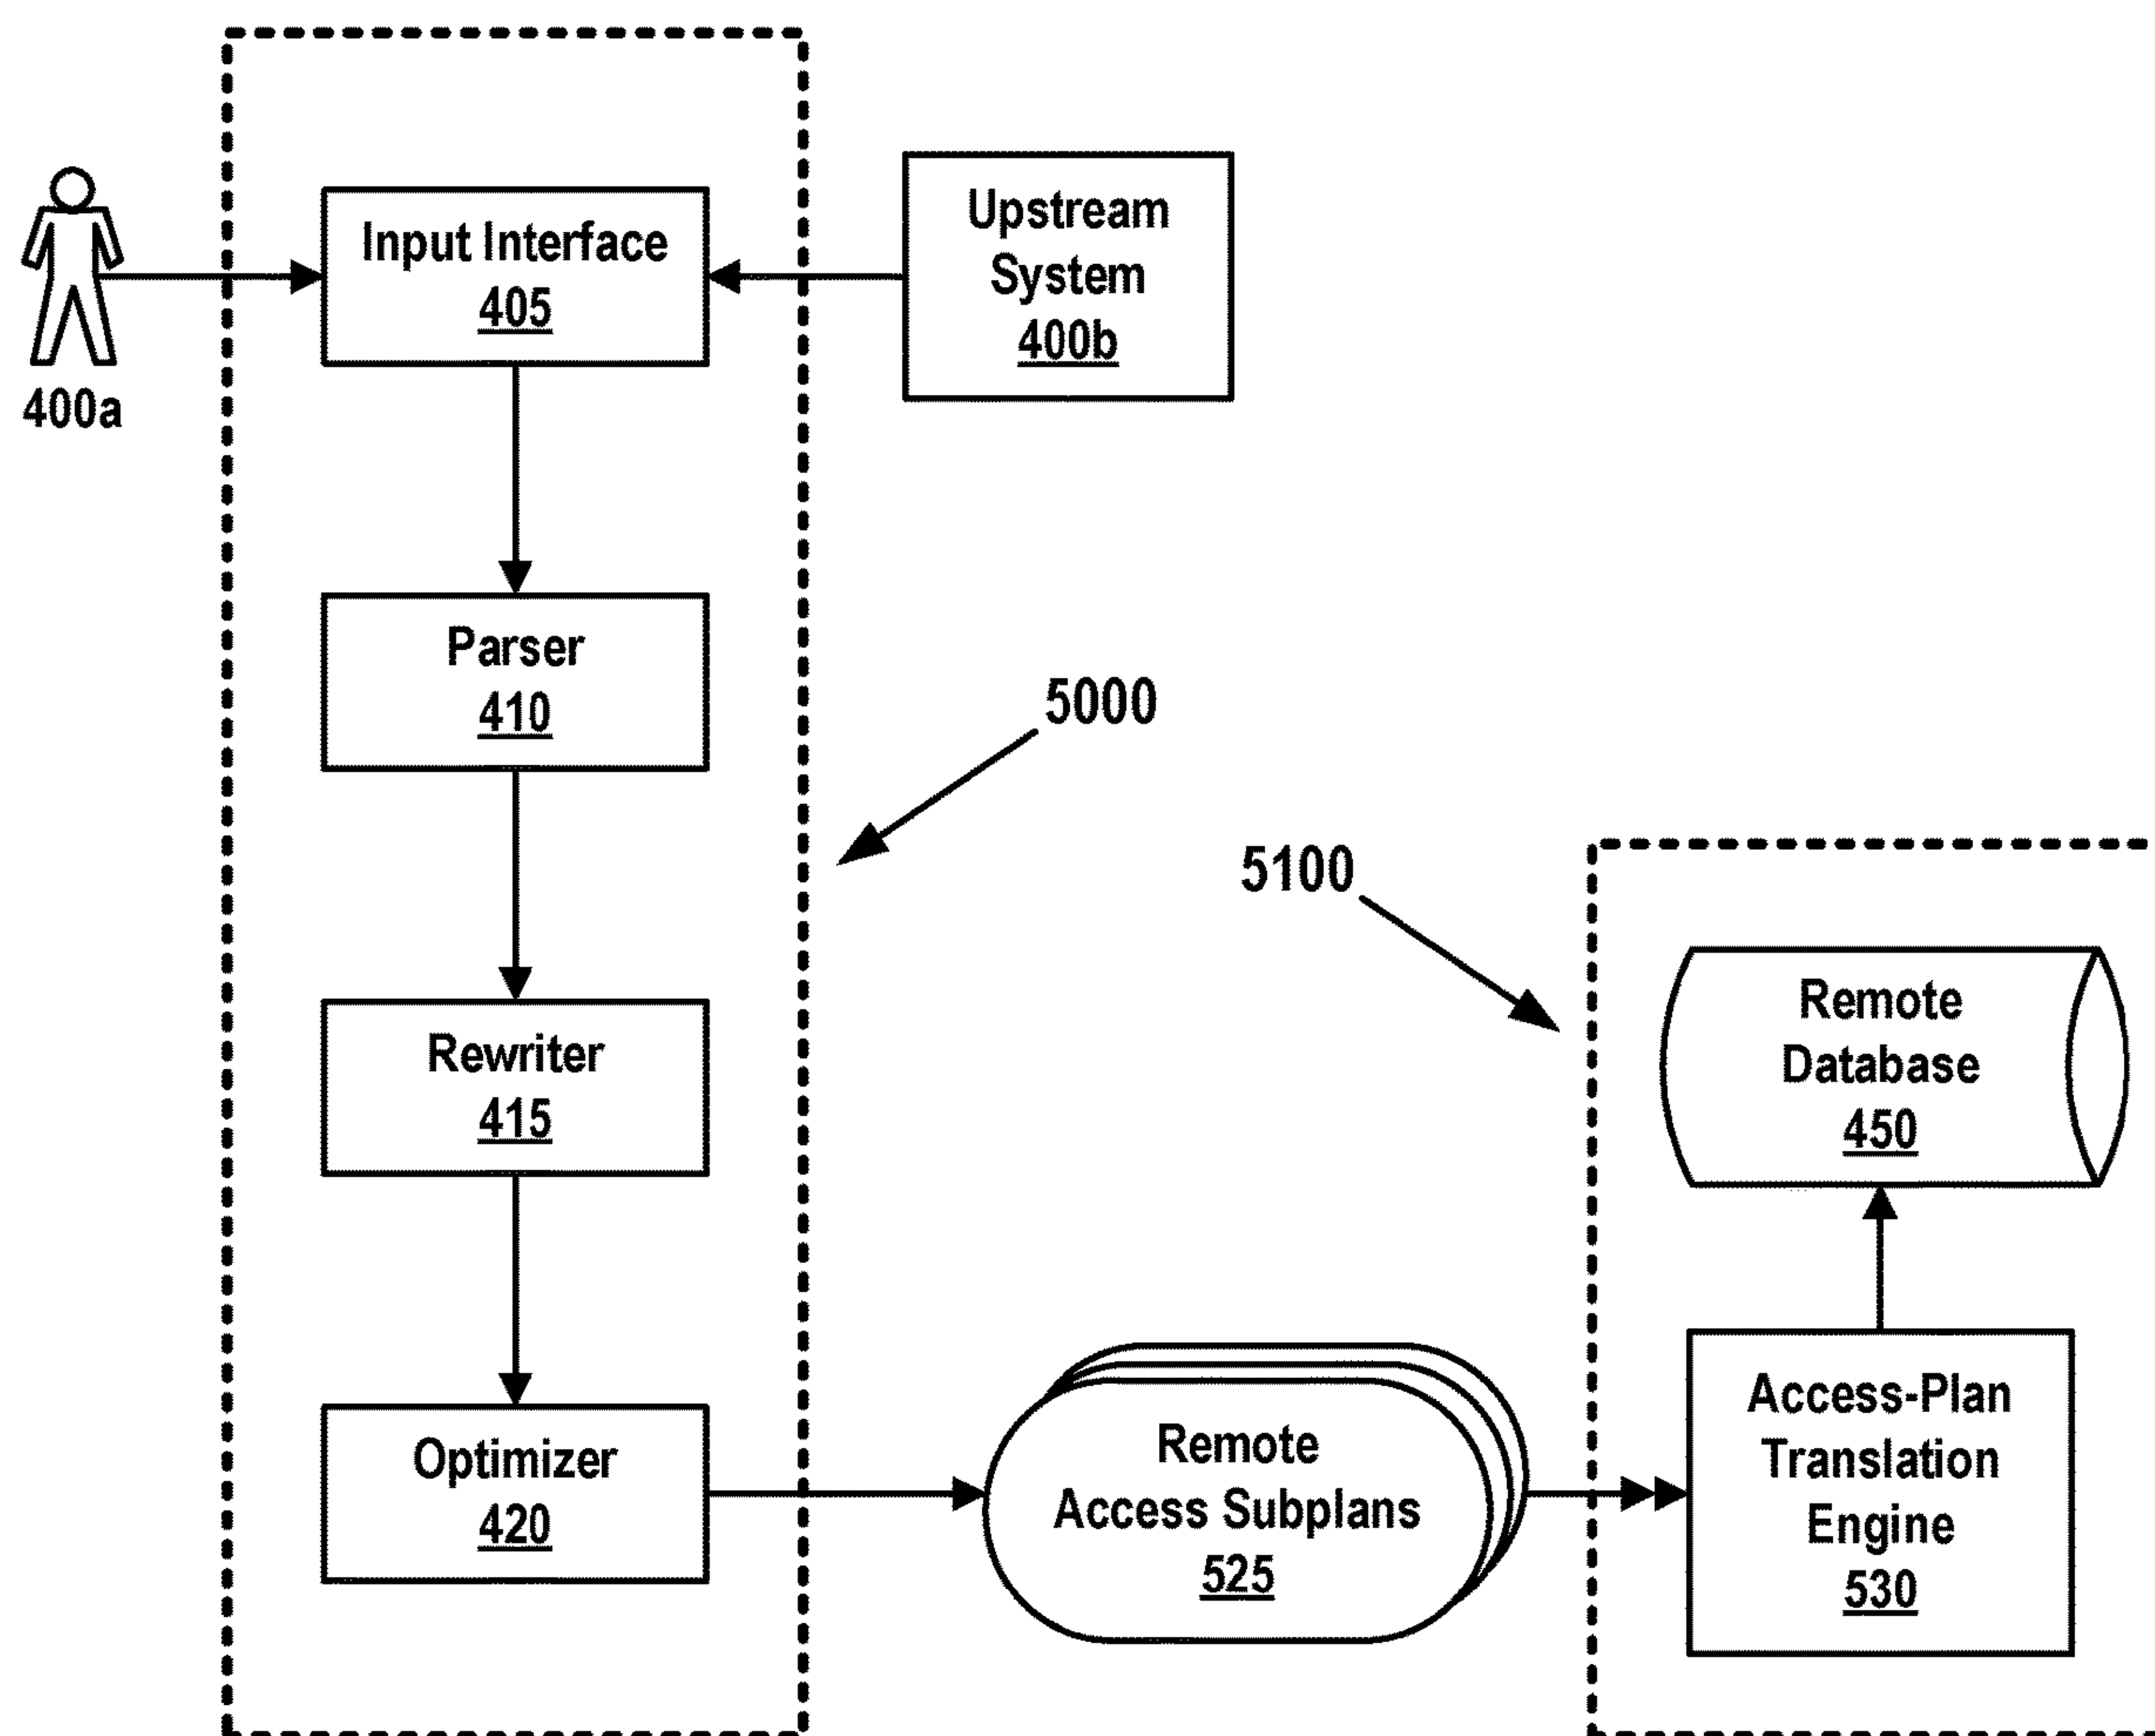 Input Interface
405
Upstream
System
400b
400a
Parser
410
5000
5100
Rewriter
415
Remote
Database
450
Optimizer
420
Remote
Access Subplans
525
Access-Plan
Translation
Engine
530